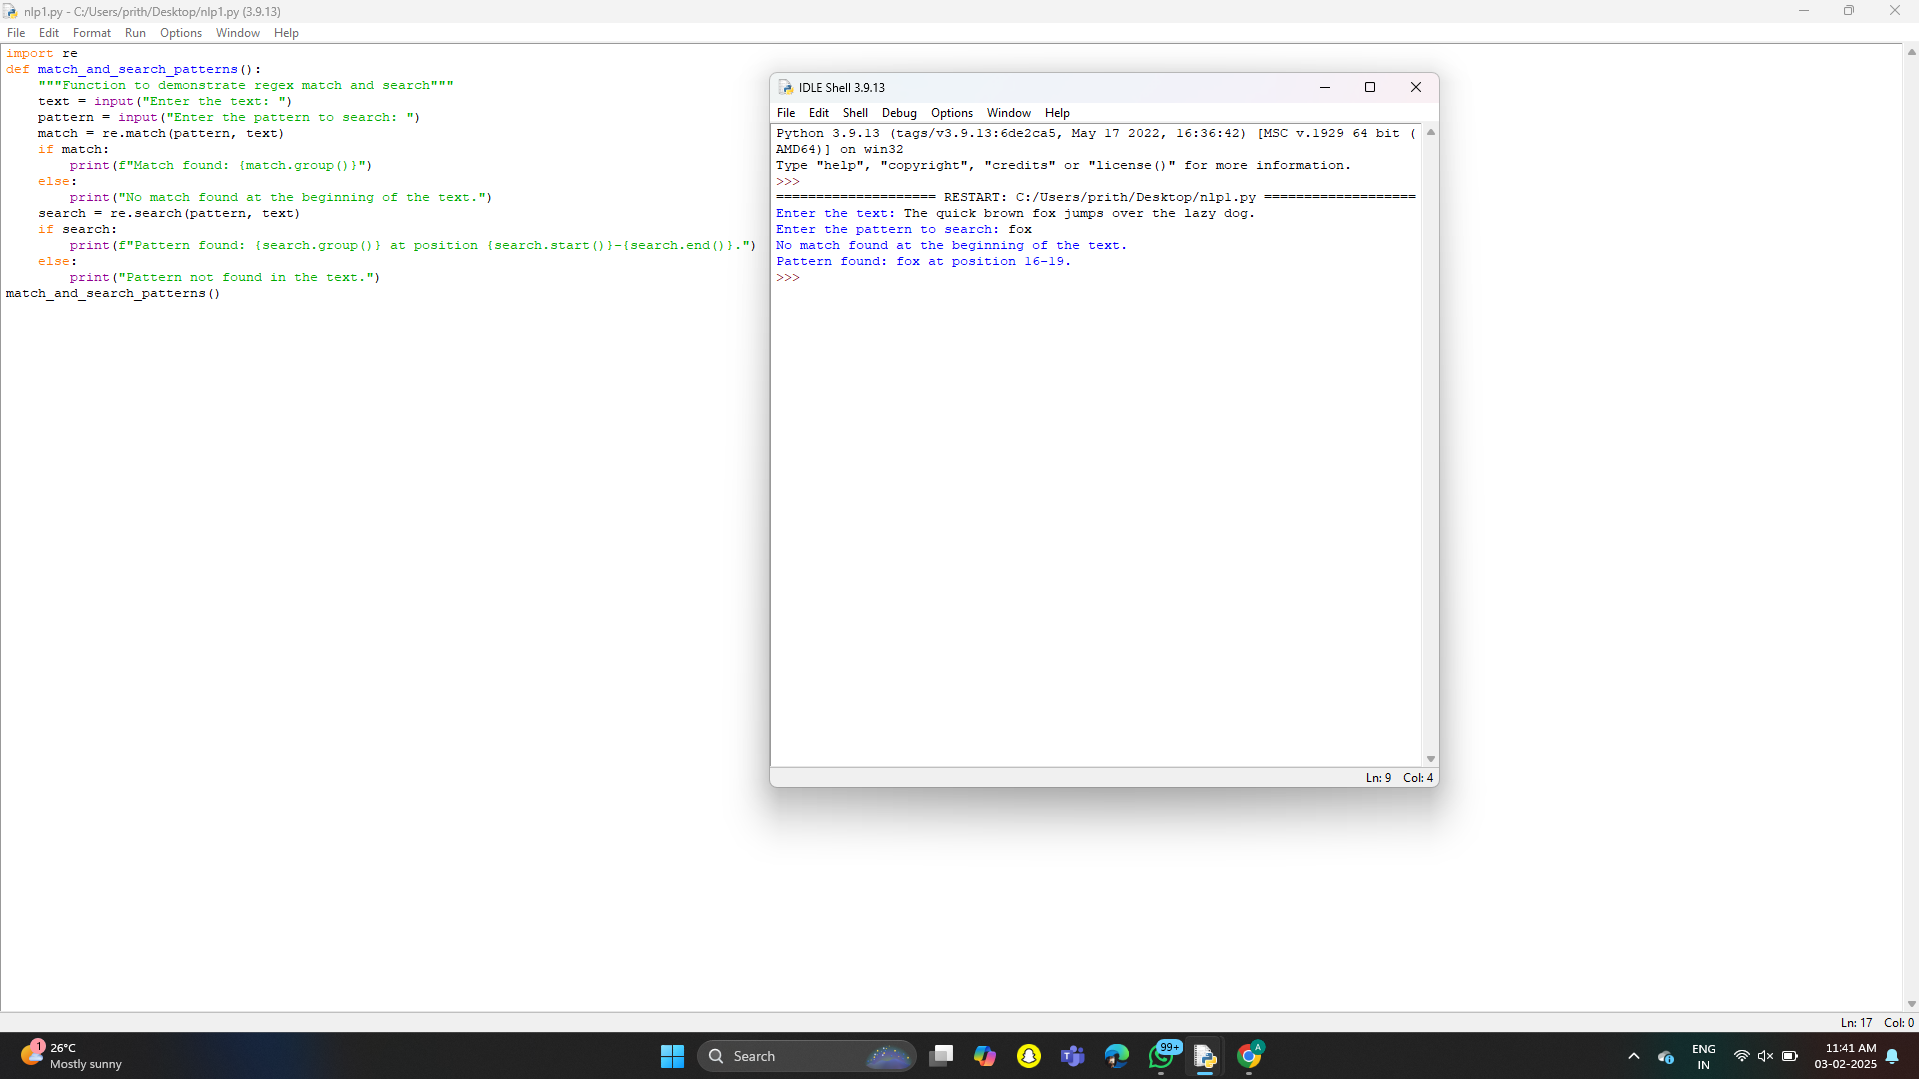 nlp1.py - C:/Users/prith/Desktop/nlp1.py (3.9.13)
File Edit Format Run Options Window Help
import re
def match_and_search_patterns():
    """Function to demonstrate regex match and search"""
    text = input("Enter the text: ")
    pattern = input("Enter the pattern to search: ")
    match = re.match(pattern, text)
    if match:
        print(f"Match found: {match.group()}")
    else:
        print("No match found at the beginning of the text.")
    search = re.search(pattern, text)
    if search:
        print(f"Pattern found: {search.group()} at position {search.start()}-{search.end()}.")
    else:
        print("Pattern not found in the text.")
match_and_search_patterns()
IDLE Shell 3.9.13
File Edit Shell Debug Options Window Help
Python 3.9.13 (tags/v3.9.13:6de2ca5, May 17 2022, 16:36:42) [MSC v.1929 64 bit (
AMD64)] on win32
Type "help", "copyright", "credits" or "license()" for more information.
>>>
==================== RESTART: C:/Users/prith/Desktop/nlp1.py ===================
Enter the text: The quick brown fox jumps over the lazy dog.
Enter the pattern to search: fox
No match found at the beginning of the text.
Pattern found: fox at position 16-19.
>>>
Ln: 9 Col: 4
Ln: 17 Col: 0
1
26°C
Mostly sunny
Search
99+
A
ENG
IN
11:41 AM
03-02-2025